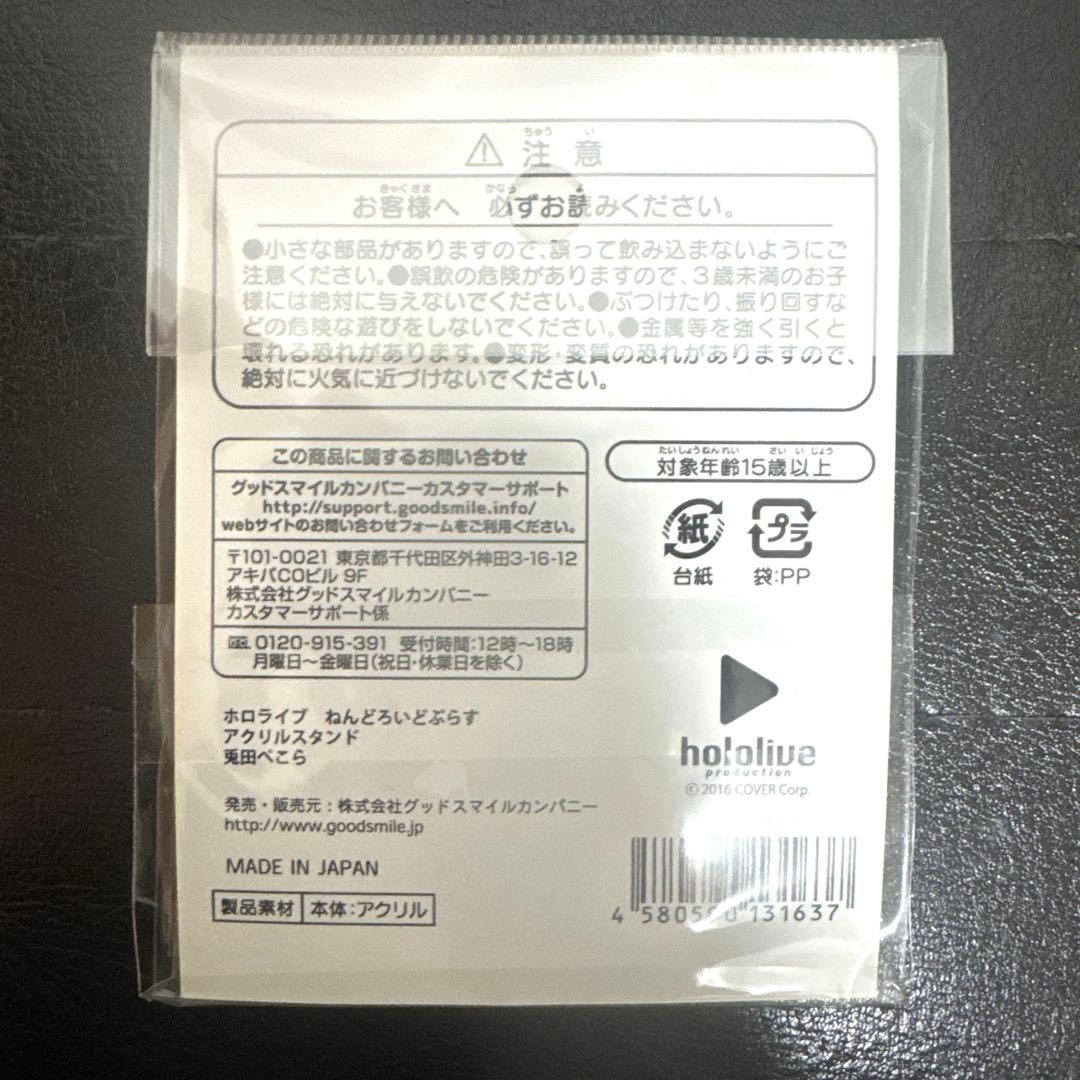 ⚠ 注意
お客様へ 必ずお読みください。
●小さな部品がありますので、誤って飲み込まないようにご
注意ください。●誤飲の危険がありますので、3歳未満のお子
様には絶対に与えないでください。●ぶつけたり、振り回すな
どの危険な遊びをしないでください。●金属等を強く引くと
壊れる恐れがあります。●変形・変質の恐れがありますので、
絶対に火気に近づけないでください。
この商品に関するお問い合わせ
グッドスマイルカンパニーカスタマーサポート
http://support.goodsmile.info/
webサイトのお問い合わせフォームをご利用ください。
〒101-0021 東京都千代田区外神田3-16-12
アキバCOビル 9F
株式会社グッドスマイルカンパニー
カスタマーサポート係
0120-915-391 受付時間:12時〜18時
月曜日〜金曜日(祝日・休業日を除く)
対象年齢15歳以上
紙 プラ
台紙 袋:PP
ホロライブ ねんどろいどぷらす
アクリルスタンド
兎田ぺこら
hololive
production
© 2016 COVER Corp.
発売・販売元:株式会社グッドスマイルカンパニー
http://www.goodsmile.jp
MADE IN JAPAN
製品素材 本体:アクリル
4 580590 131637